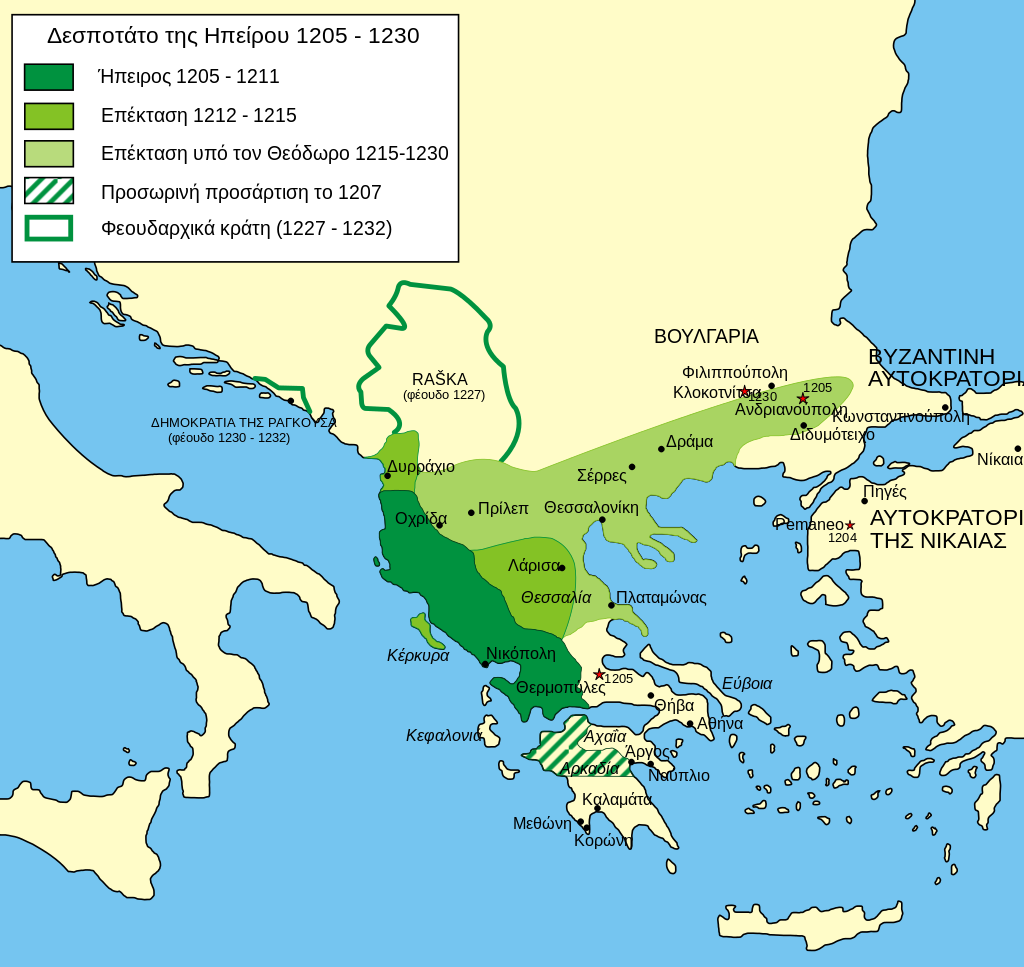 Δεσποτάτο της Ηπείρου 1205 - 1230
Ήπειρος 1205 - 1211
Επέκταση 1212 - 1215
Επέκταση υπό τον Θεόδωρο 1215-1230
Προσωρινή προσάρτιση το 1207
Φεουδαρχικά κράτη (1227 - 1232)
ΒΟΥΛΓΑΡΙΑ
ΒΥΖΑΝΤΙΝΗ
ΑΥΤΟΚΡΑΤΟΡΙ
RAŠKA
(φέουδο 1227)
Φιλιππούπολη
Κλοκοτνίτσα
1230
1205
Ανδριανούπολη
Κωνσταντινούπολη
Διδυμότειχο
ΔΗΜΟΚΡΑΤΙΑ ΤΗΣ ΡΑΓΚΟΥΣΑ
(φέουδο 1230 - 1232)
Δράμα
Νίκαια
Δυρράχιο
Σέρρες
Πηγές
Οχρίδα
Πρίλεπ
Θεσσαλονίκη
Pemaneo
1204
ΑΥΤΟΚΡΑΤΟΡΙ
ΤΗΣ ΝΙΚΑΙΑΣ
Λάρισα
Θεσσαλία
Πλαταμώνας
Κέρκυρα
Νικόπολη
Θερμοπύλες
1205
Εύβοια
Θήβα
Αθήνα
Κεφαλονιά
Αχαΐα
Άργος
Αρκαδία
Ναύπλιο
Καλαμάτα
Μεθώνη
Κορώνη